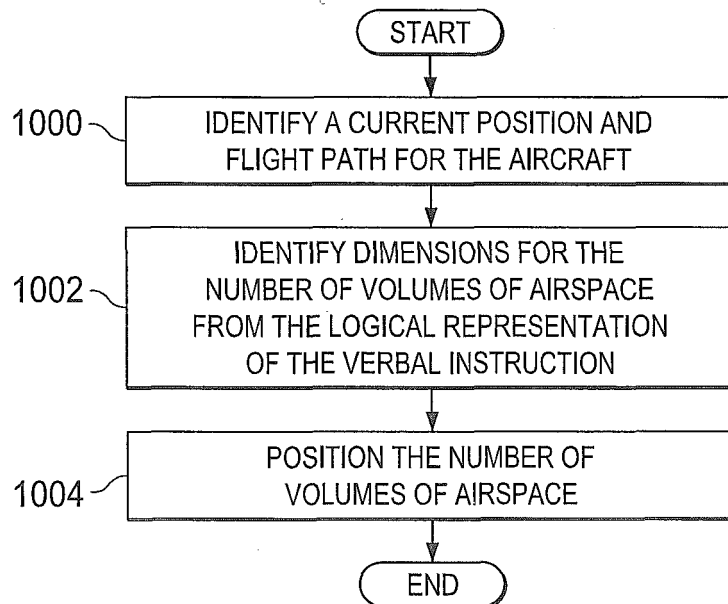 START
1000
IDENTIFY A CURRENT POSITION AND
FLIGHT PATH FOR THE AIRCRAFT
1002
IDENTIFY DIMENSIONS FOR THE
NUMBER OF VOLUMES OF AIRSPACE
FROM THE LOGICAL REPRESENTATION
OF THE VERBAL INSTRUCTION
1004
POSITION THE NUMBER OF
VOLUMES OF AIRSPACE
END